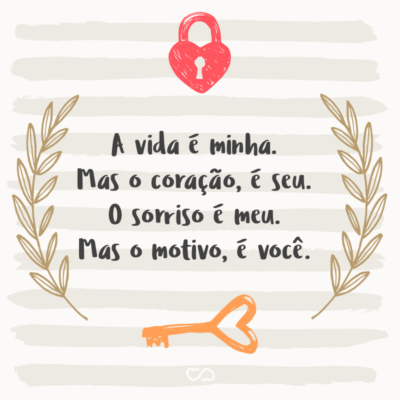 A vida é minha.
Mas o coração, é seu.
O sorriso é meu.
Mas o motivo, é você.